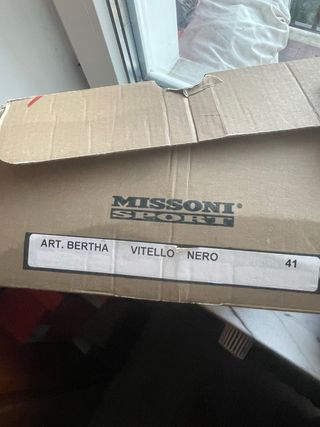 MISSONI®
SPORT
ART. BERTHA VITELLO NERO 41